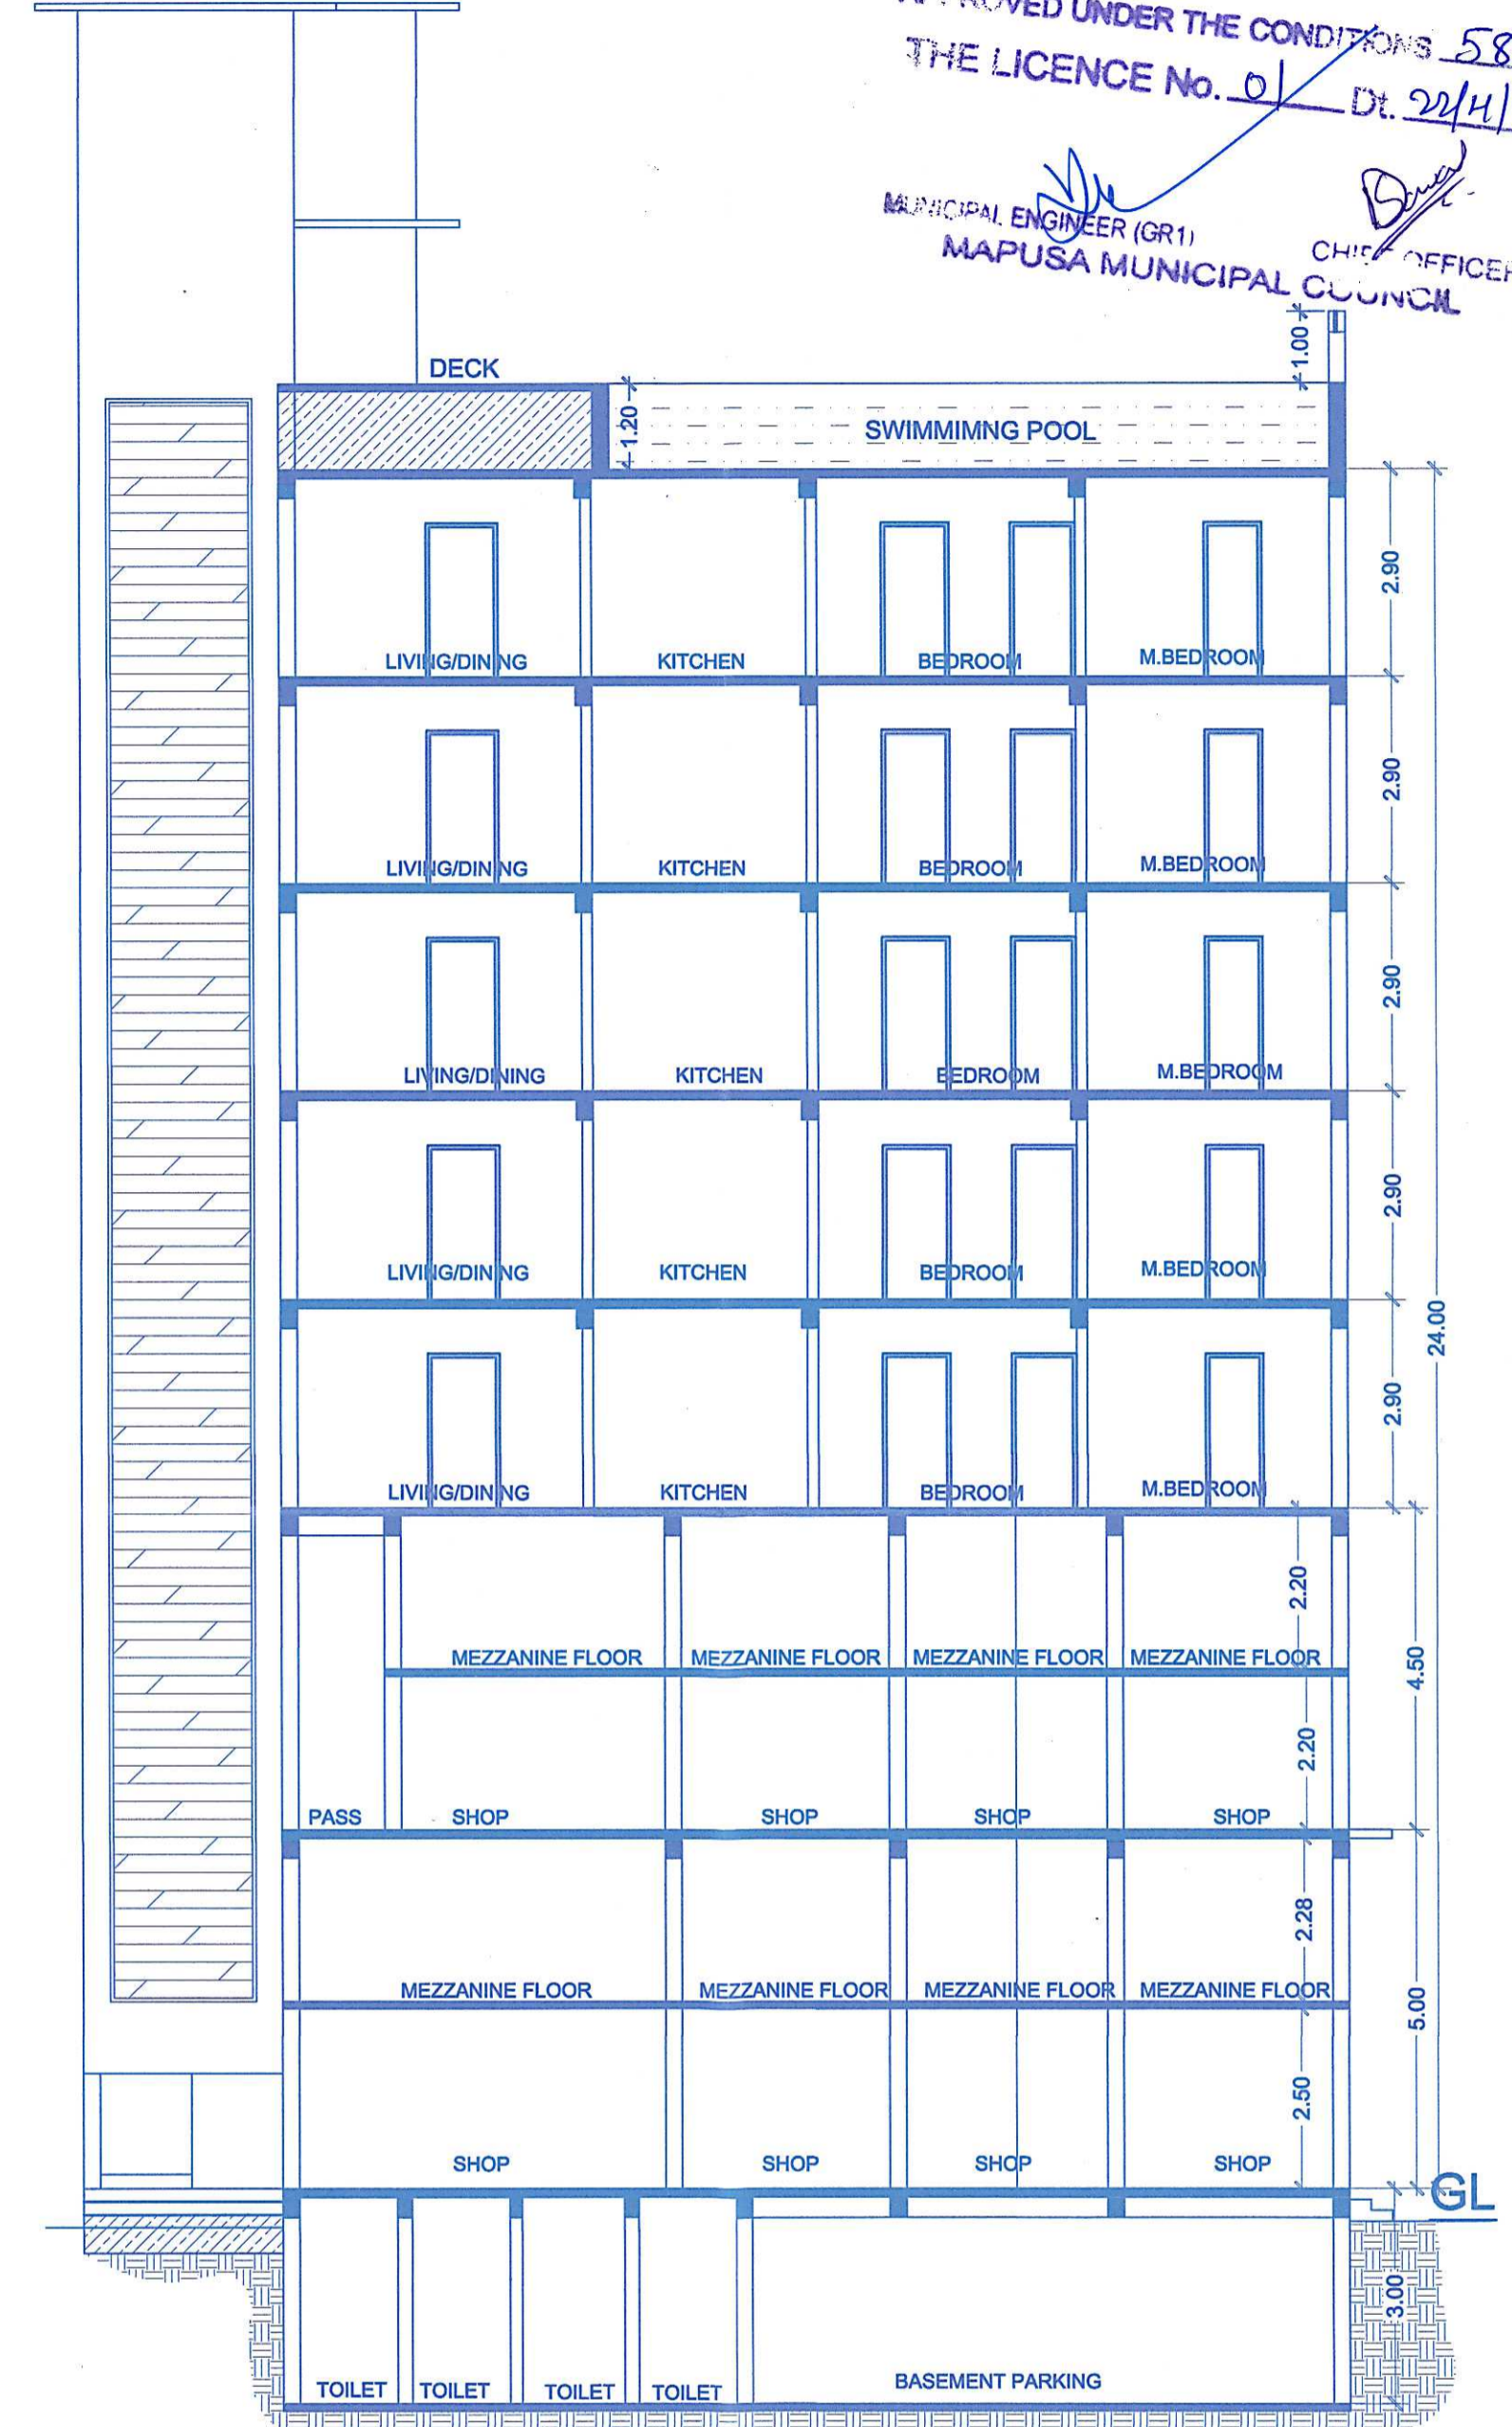 APPROVED UNDER THE CONDITIONS 58
THE LICENCE No. 01 Dt. 22/4/
MUNICIPAL ENGINEER (GR1)
CHIEF OFFICER
MAPUSA MUNICIPAL COUNCIL
1.00
DECK
1.20
SWIMMIMNG POOL
2.90
LIVING/DINING KITCHEN BEDROOM M.BEDROOM
2.90
LIVING/DINING KITCHEN BEDROOM M.BEDROOM
2.90
LIVING/DINING KITCHEN BEDROOM M.BEDROOM
2.90
LIVING/DINING KITCHEN BEDROOM M.BEDROOM
24.00
2.90
LIVING/DINING KITCHEN BEDROOM M.BEDROOM
2.20
MEZZANINE FLOOR MEZZANINE FLOOR MEZZANINE FLOOR MEZZANINE FLOOR
4.50
2.20
PASS SHOP SHOP SHOP SHOP
2.28
MEZZANINE FLOOR MEZZANINE FLOOR MEZZANINE FLOOR MEZZANINE FLOOR
5.00
2.50
SHOP SHOP SHOP SHOP
GL
3.00
TOILET TOILET TOILET TOILET BASEMENT PARKING